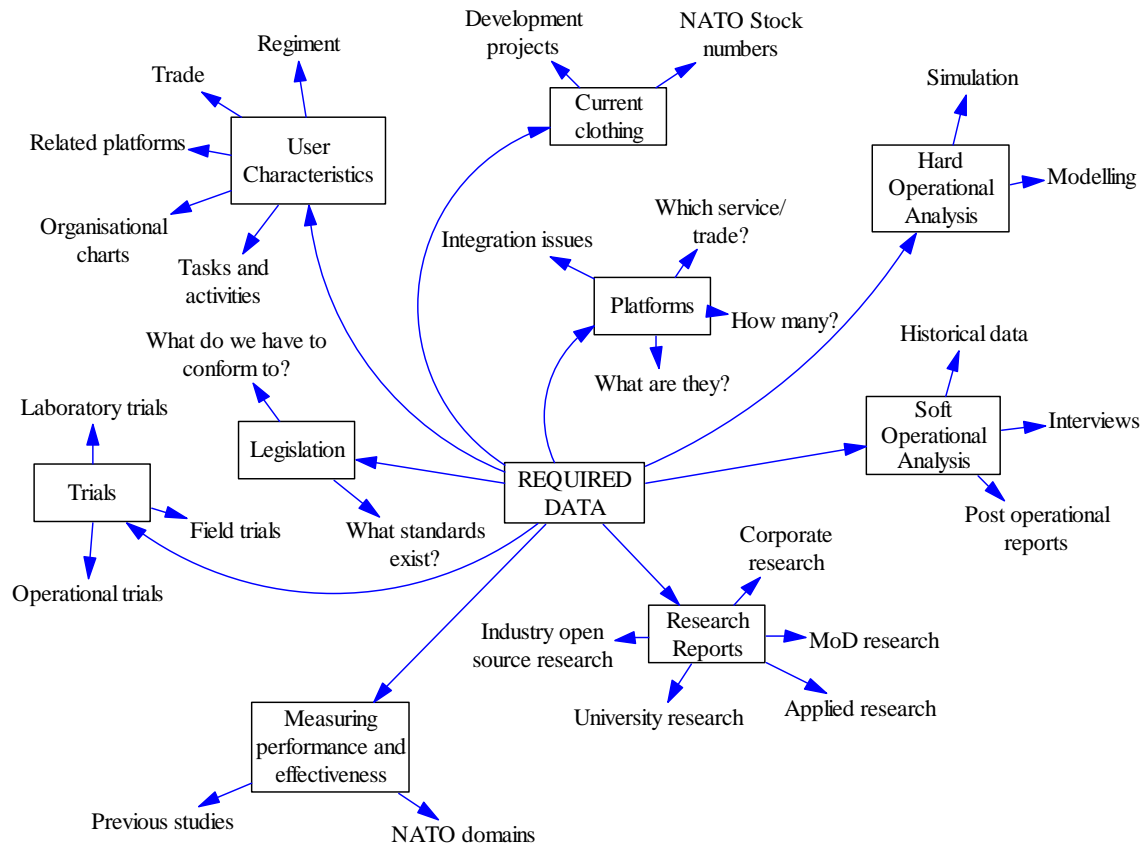 Development
projects
NATO Stock
numbers
Regiment
Trade
Simulation
Current
clothing
User
Characteristics
Related platforms
Hard
Operational
Analysis
Modelling
Organisational
charts
Which service/
trade?
Integration issues
Tasks and
activities
Platforms
How many?
What do we have to
conform to?
Historical data
What are they?
Laboratory trials
Soft
Operational
Analysis
Interviews
Legislation
REQUIRED
DATA
Trials
Field trials
What standards
exist?
Post operational
reports
Corporate
research
Operational trials
Research
Reports
Industry open
source research
MoD research
University research
Applied research
Measuring
performance and
effectiveness
Previous studies
NATO domains